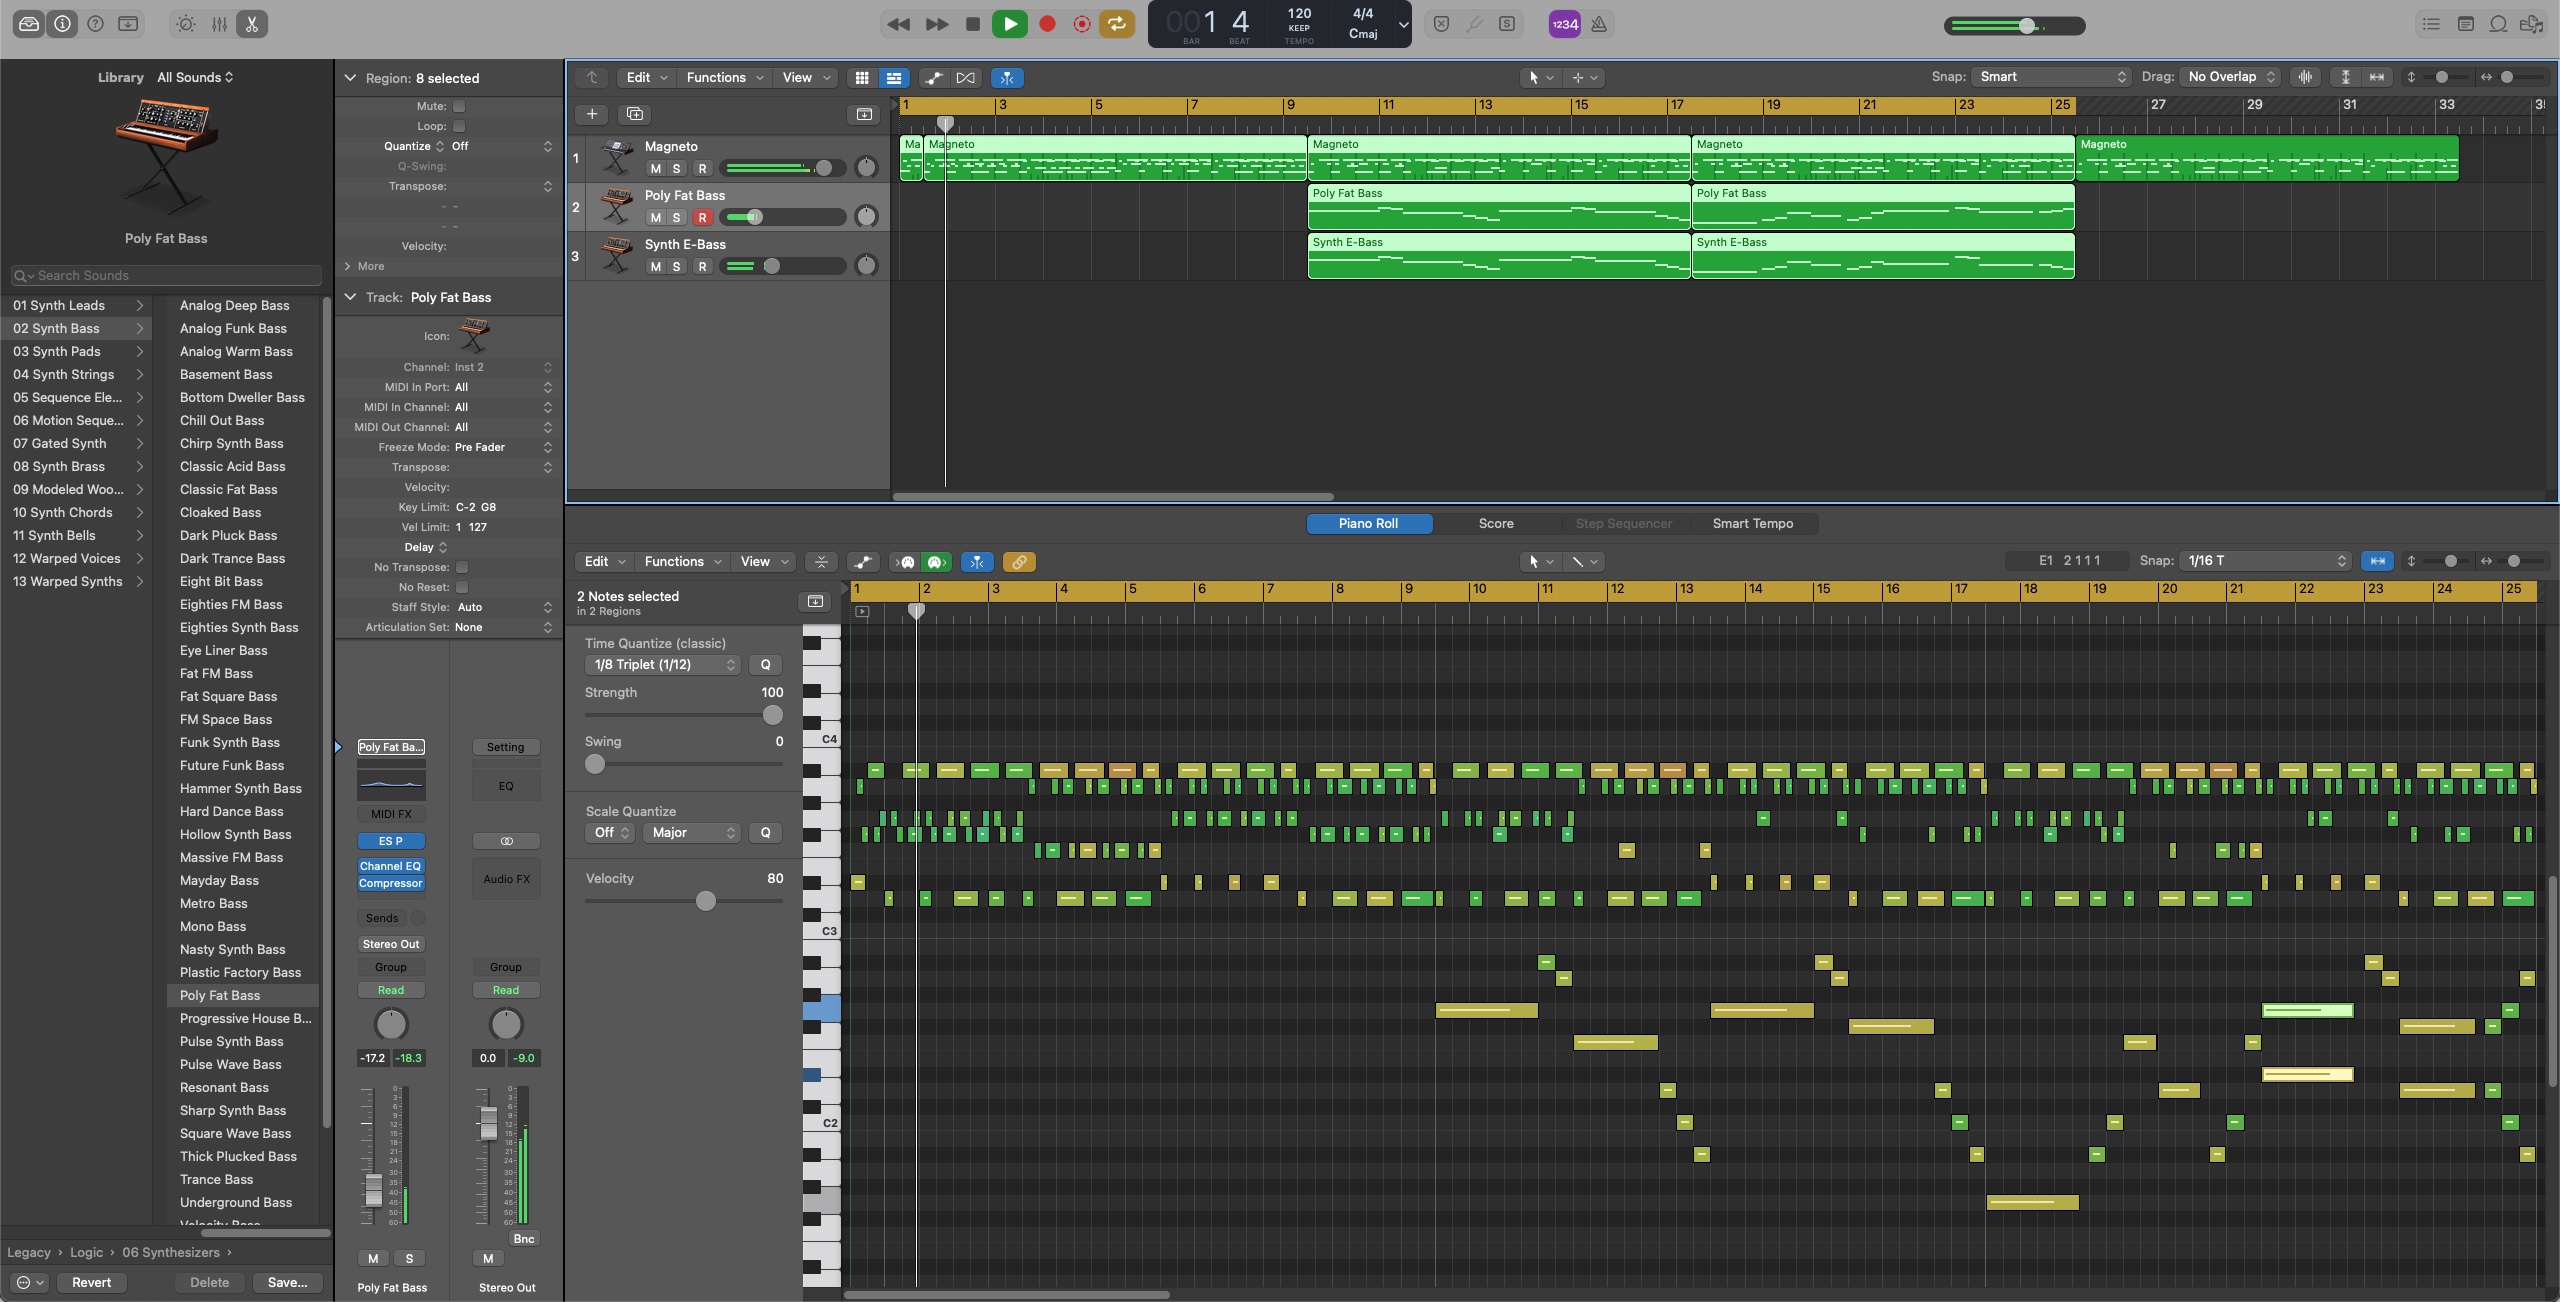 001 4
BAR BEAT
120
KEEP
TEMPO
4/4
Cmaj
S
1234
Library All Sounds
Poly Fat Bass
Search Sounds
01 Synth Leads
02 Synth Bass
03 Synth Pads
04 Synth Strings
05 Sequence Ele...
06 Motion Seque...
07 Gated Synth
08 Synth Brass
09 Modeled Woo...
10 Synth Chords
11 Synth Bells
12 Warped Voices
13 Warped Synths
Analog Deep Bass
Analog Funk Bass
Analog Warm Bass
Basement Bass
Bottom Dweller Bass
Chill Out Bass
Chirp Synth Bass
Classic Acid Bass
Classic Fat Bass
Cloaked Bass
Dark Pluck Bass
Dark Trance Bass
Eight Bit Bass
Eighties FM Bass
Eighties Synth Bass
Eye Liner Bass
Fat FM Bass
Fat Square Bass
FM Space Bass
Funk Synth Bass
Future Funk Bass
Hammer Synth Bass
Hard Dance Bass
Hollow Synth Bass
Massive FM Bass
Mayday Bass
Metro Bass
Mono Bass
Nasty Synth Bass
Plastic Factory Bass
Poly Fat Bass
Progressive House B...
Pulse Synth Bass
Pulse Wave Bass
Resonant Bass
Sharp Synth Bass
Square Wave Bass
Thick Plucked Bass
Trance Bass
Underground Bass
Legacy › Logic › 06 Synthesizers ›
Revert Delete Save...
Region: 8 selected
Mute:
Loop:
Quantize Off
Q-Swing:
Transpose:
- -
- -
Velocity:
More
Track: Poly Fat Bass
Icon:
Channel: Inst 2
MIDI In Port: All
MIDI In Channel: All
MIDI Out Channel: All
Freeze Mode: Pre Fader
Transpose:
Velocity:
Key Limit: C-2 G8
Vel Limit: 1 127
Delay
No Transpose:
No Reset:
Staff Style: Auto
Articulation Set: None
Poly Fat Ba... Setting
EQ
MIDI FX
ES P
Channel EQ
Compressor
Audio FX
Sends
Stereo Out
Group Group
Read Read
-17.2 -18.3 0.0 -9.0
Bnc
M S M
Poly Fat Bass Stereo Out
Edit Functions View
Snap: Smart Drag: No Overlap
1 3 5 7 9 11 13 15 17 19 21 23 25 27 29 31 33
1 Magneto
M S R
2 Poly Fat Bass
M S R
3 Synth E-Bass
M S R
Ma Magneto Magneto Magneto Magneto
Poly Fat Bass Poly Fat Bass
Synth E-Bass Synth E-Bass
Piano Roll Score Step Sequencer Smart Tempo
Edit Functions View
E1 2 1 1 1 Snap: 1/16 T
2 Notes selected
in 2 Regions
1 2 3 4 5 6 7 8 9 10 11 12 13 14 15 16 17 18 19 20 21 22 23 24 25
Time Quantize (classic)
1/8 Triplet (1/12) Q
Strength 100
Swing 0
Scale Quantize
Off Major Q
Velocity 80
C4
C3
C2